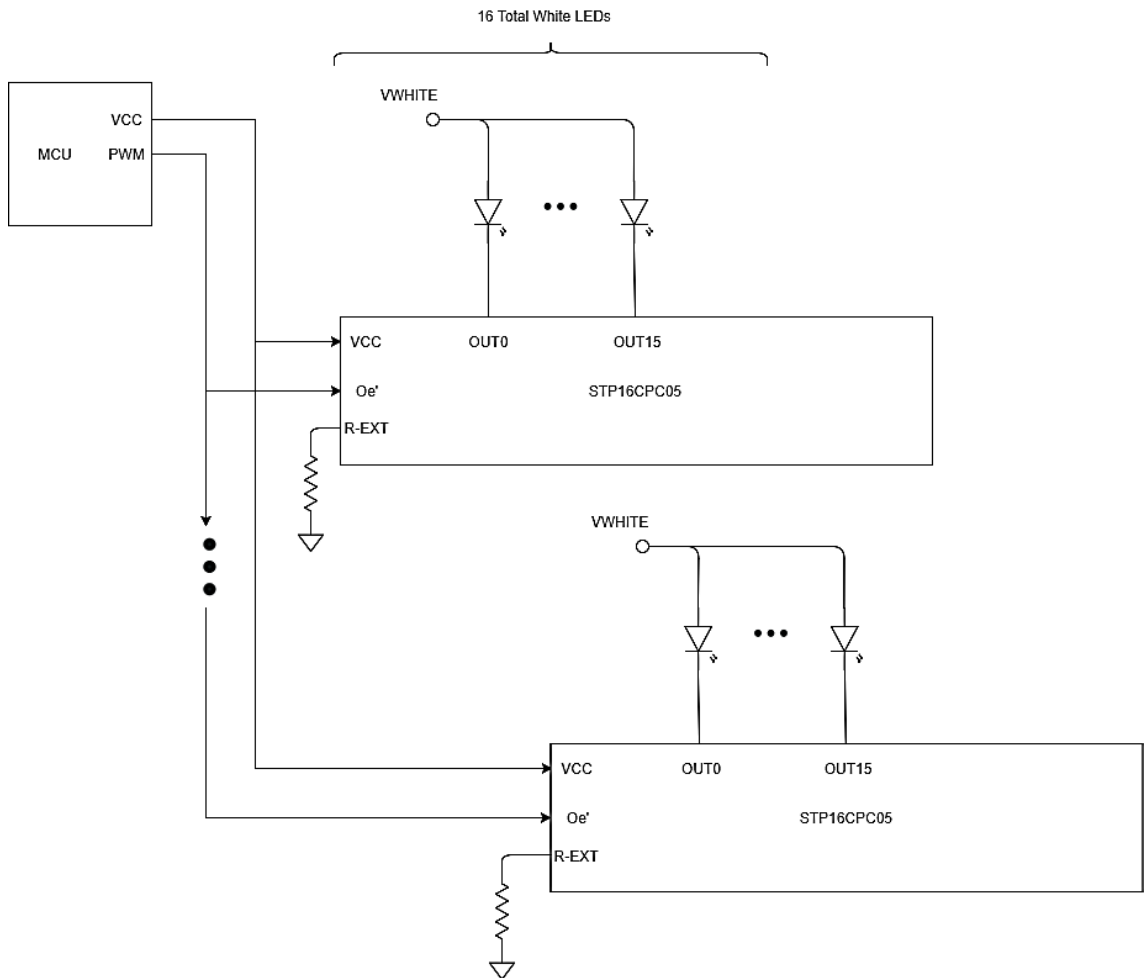 16 Total White LEDs
VWHITE
VCC
MCU PWM
VCC OUT0 OUT15
Oe' STP16CPC05
R-EXT
VWHITE
VCC OUT0 OUT15
Oe' STP16CPC05
R-EXT